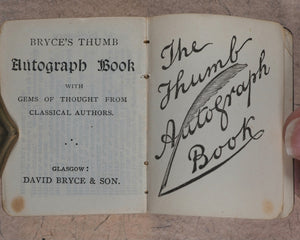 BRYCE'S THUMB
Autograph Book
WITH
GEMS OF THOUGHT FROM
CLASSICAL AUTHORS.
GLASGOW:
DAVID BRYCE & SON.
The
Thumb
Autograph
Book